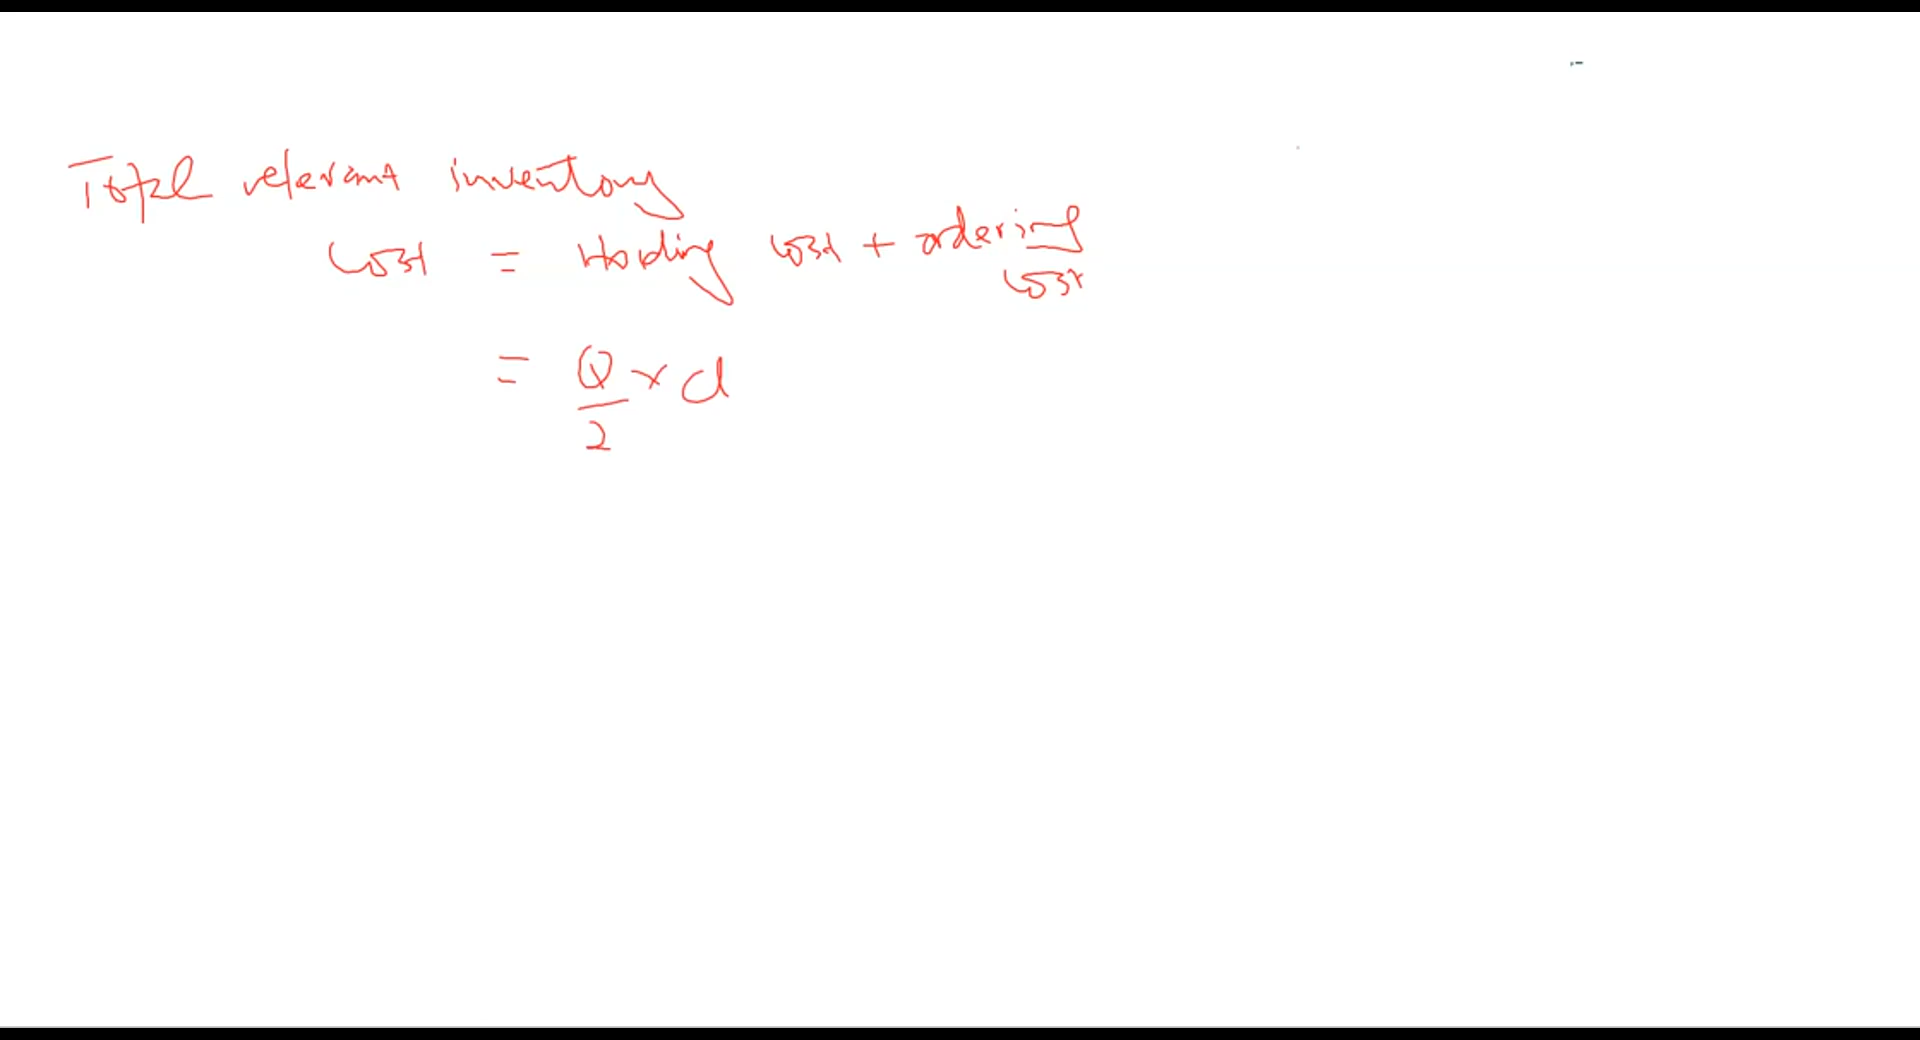 Total relevant inventory
cost = Holding cost + ordering
cost
= Q/2 × d